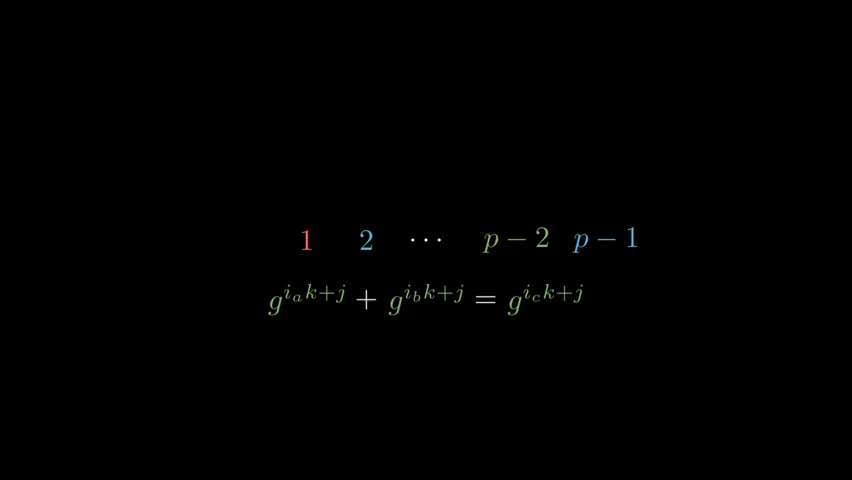 1 2 ⋯ p − 2 p − 1
g^{i_a k+j} + g^{i_b k+j} = g^{i_c k+j}